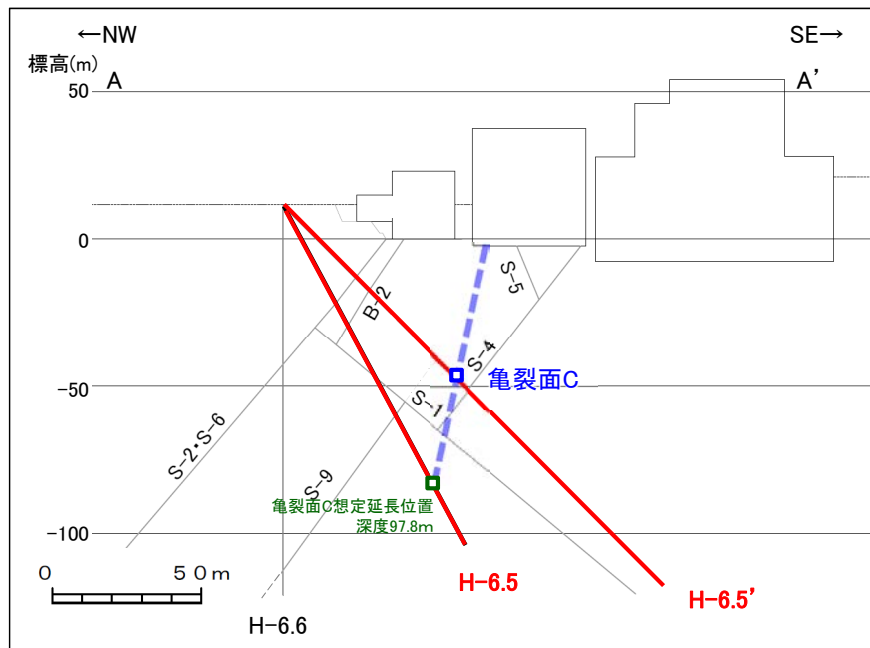 ←NW
SE→
標高(m)
A
A’
50
0
-50
-100
B-2
S-5
S-4
亀裂面C
S-1
S-2・S-6
S-9
亀裂面C想定延長位置
深度97.8m
0
50m
H-6.5
H-6.5’
H-6.6